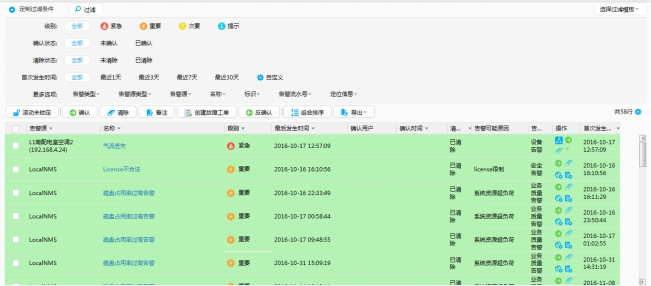 定制过滤条件 过滤 选择过滤模板
级别: 全部 紧急 重要 次要 提示
确认状态: 全部 未确认 已确认
清除状态: 全部 未清除 已清除
首次发生时间: 全部 最近1天 最近3天 最近7天 最近30天 自定义
更多选项: 告警类型 告警源类型 告警源 名称 标识 告警流水号 定位信息
滚动未锁定 确认 清除 备注 创建故障工单 反确认 组合排序 导出 共58行
告警源 名称 级别 最后发生时间 确认用户 确认时间 清... 告警可能原因 告... 操作 首次发生...
L1南配电室空调2
(192.168.4.24) 气流丢失 紧急 2016-10-17 12:57:09 已清除 设备告警 2016-10-17 12:57:09
LocalNMS License不合法 重要 2016-10-16 16:10:56 已清除 license限制 安全告警 2016-10-16 16:10:56
LocalNMS 磁盘占用率过高告警 重要 2016-10-16 22:33:49 已清除 系统资源超负荷 业务质量告警 2016-10-16 16:11:29
LocalNMS 磁盘占用率过高告警 重要 2016-10-17 00:58:44 已清除 系统资源超负荷 业务质量告警 2016-10-16 23:50:44
LocalNMS 磁盘占用率过高告警 重要 2016-10-17 09:48:55 已清除 系统资源超负荷 业务质量告警 2016-10-17 01:02:55
LocalNMS 磁盘占用率过高告警 重要 2016-10-31 15:09:19 已清除 系统资源超负荷 业务质量告警 2016-10-31 14:31:19
业务 2016-11-08